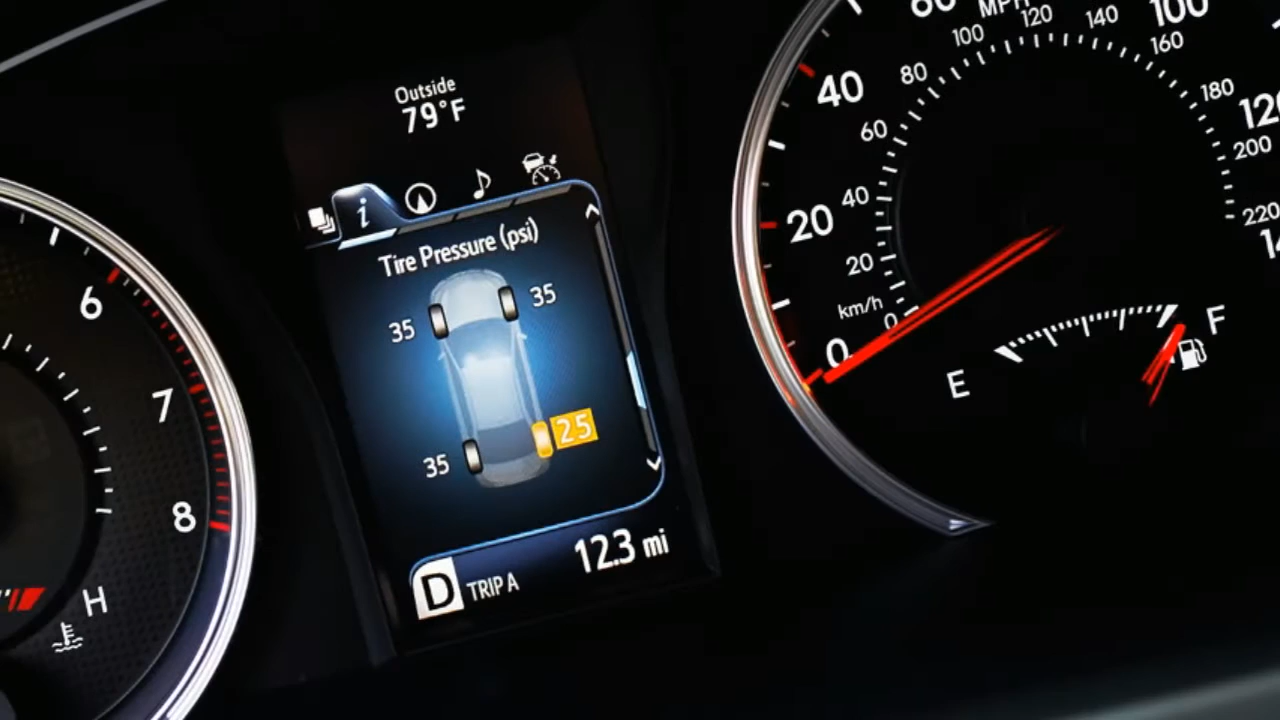 Outside
79°F
i
Tire Pressure (psi)
35 35
35 25
D TRIP A 12.3 mi
6
7
8
H
MPH
0
20
40
60
100
km/h
0
20
40
60
80
100
120
140
160
180
200
220
E F